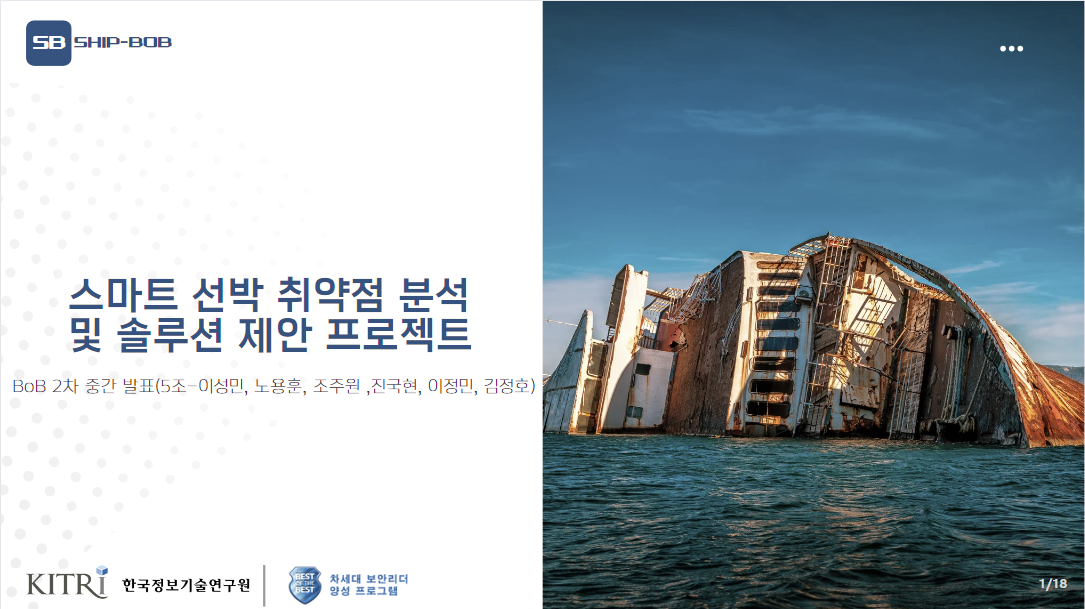 SB SHIP-BOB
스마트 선박 취약점 분석
및 솔루션 제안 프로젝트
BoB 2차 중간 발표(5조-이성민, 노용훈, 조주원 ,진국현, 이정민, 김정호)
KITRI 한국정보기술연구원
BEST OF THE BEST
차세대 보안리더
양성 프로그램
1/18